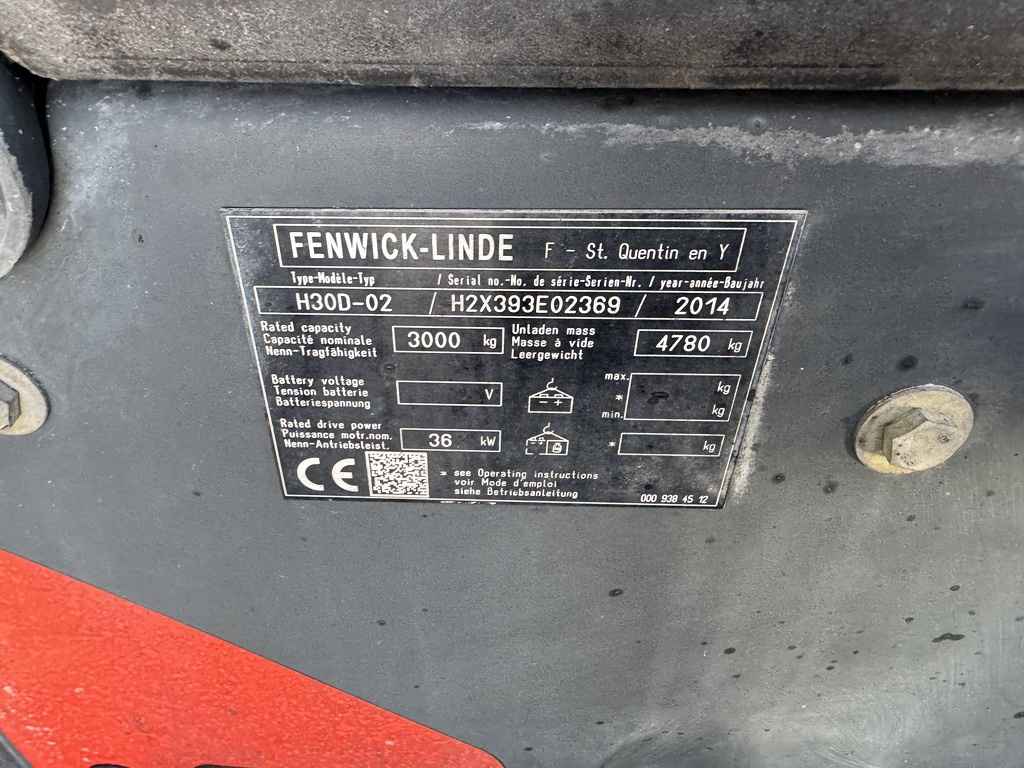 FENWICK-LINDE F - St. Quentin en Y
Type-Modèle-Typ / Serial no.-No. de série-Serien-Nr. / year-année-Baujahr
H30D-02 / H2X393E02369 / 2014
Rated capacity
Capacité nominale
Nenn-Tragfähigkeit
3000 kg
Unladen mass
Masse à vide
Leergewicht
4780 kg
Battery voltage
Tension batterie
Batteriespannung
V
max. kg
*
min. kg
Rated drive power
Puissance motr.nom.
Nenn-Antriebsleist.
36 kW
* kg
CE
* see Operating instructions
voir Mode d'emploi
siehe Betriebsanleitung
000 938 45 12